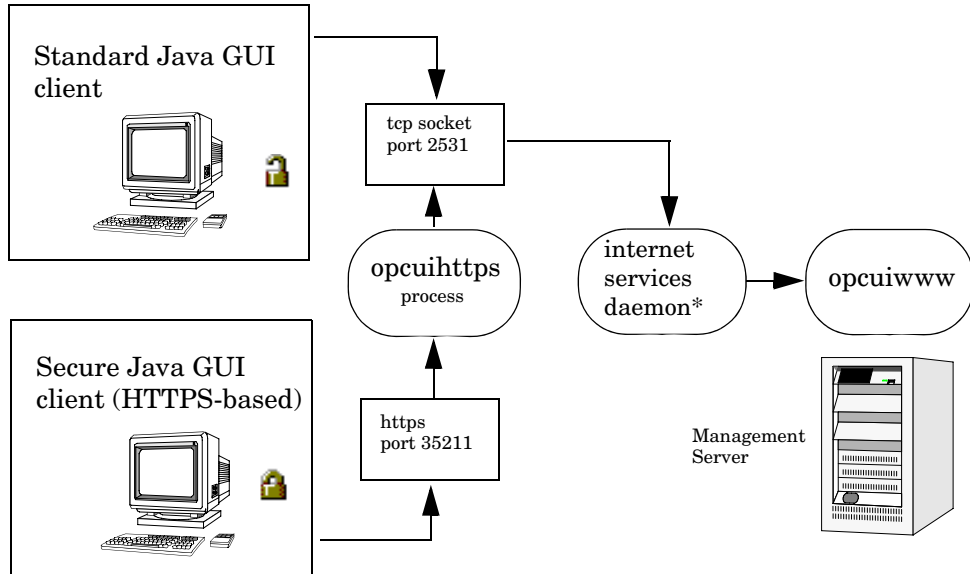 Standard Java GUI
client
tcp socket
port 2531
opcuihttps
process
internet
services
daemon*
opcuiwww
Secure Java GUI
client (HTTPS-based)
https
port 35211
Management
Server